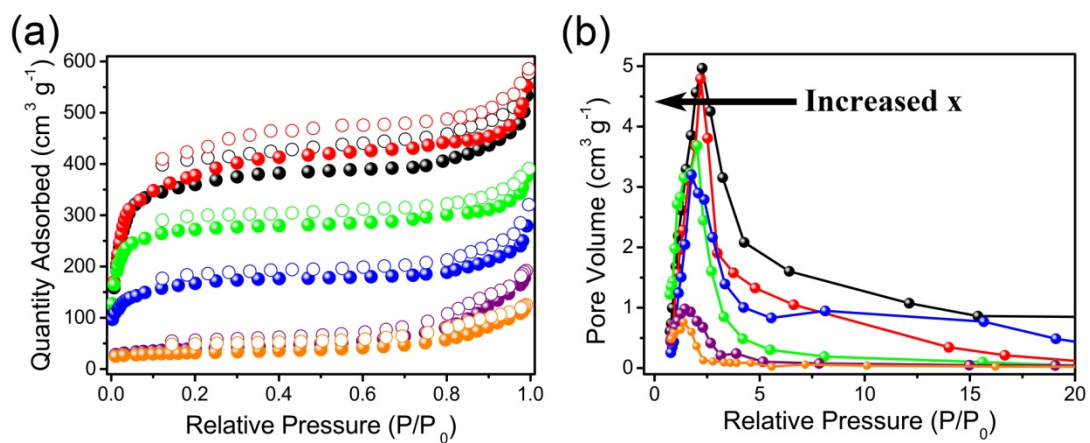 (a)
600
500
400
300
200
100
0
Quantity Adsorbed (cm³ g⁻¹)
0.0 0.2 0.4 0.6 0.8 1.0
Relative Pressure (P/P₀)
(b)
5
4
3
2
1
0
Pore Volume (cm³ g⁻¹)
Increased x
0 5 10 15 20
Relative Pressure (P/P₀)